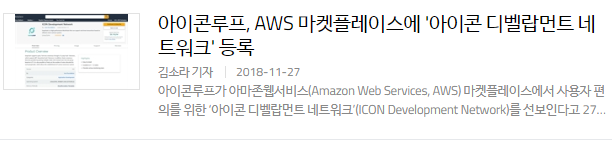 아이콘루프, AWS 마켓플레이스에 '아이콘 디벨랍먼트 네
트워크' 등록
김소라 기자 | 2018-11-27
아이콘루프가 아마존웹서비스(Amazon Web Services, AWS) 마켓플레이스에서 사용자 편
의를 위한 ‘아이콘 디벨랍먼트 네트워크’(ICON Development Network)를 선보인다고 27...